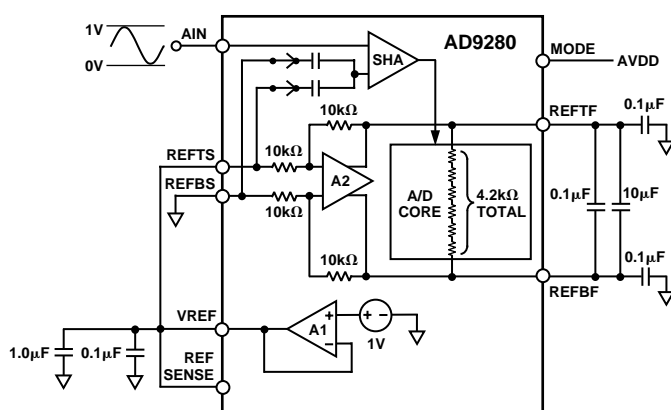 1V
0V
AIN
AD9280
SHA
MODE
AVDD
10kΩ
REFTF
0.1µF
REFTS
10kΩ
REFBS
10kΩ
A2
A/D
CORE
4.2kΩ
TOTAL
0.1µF
10µF
10kΩ
0.1µF
REFBF
VREF
A1
+
−
+ −
1V
1.0µF
0.1µF
REF
SENSE